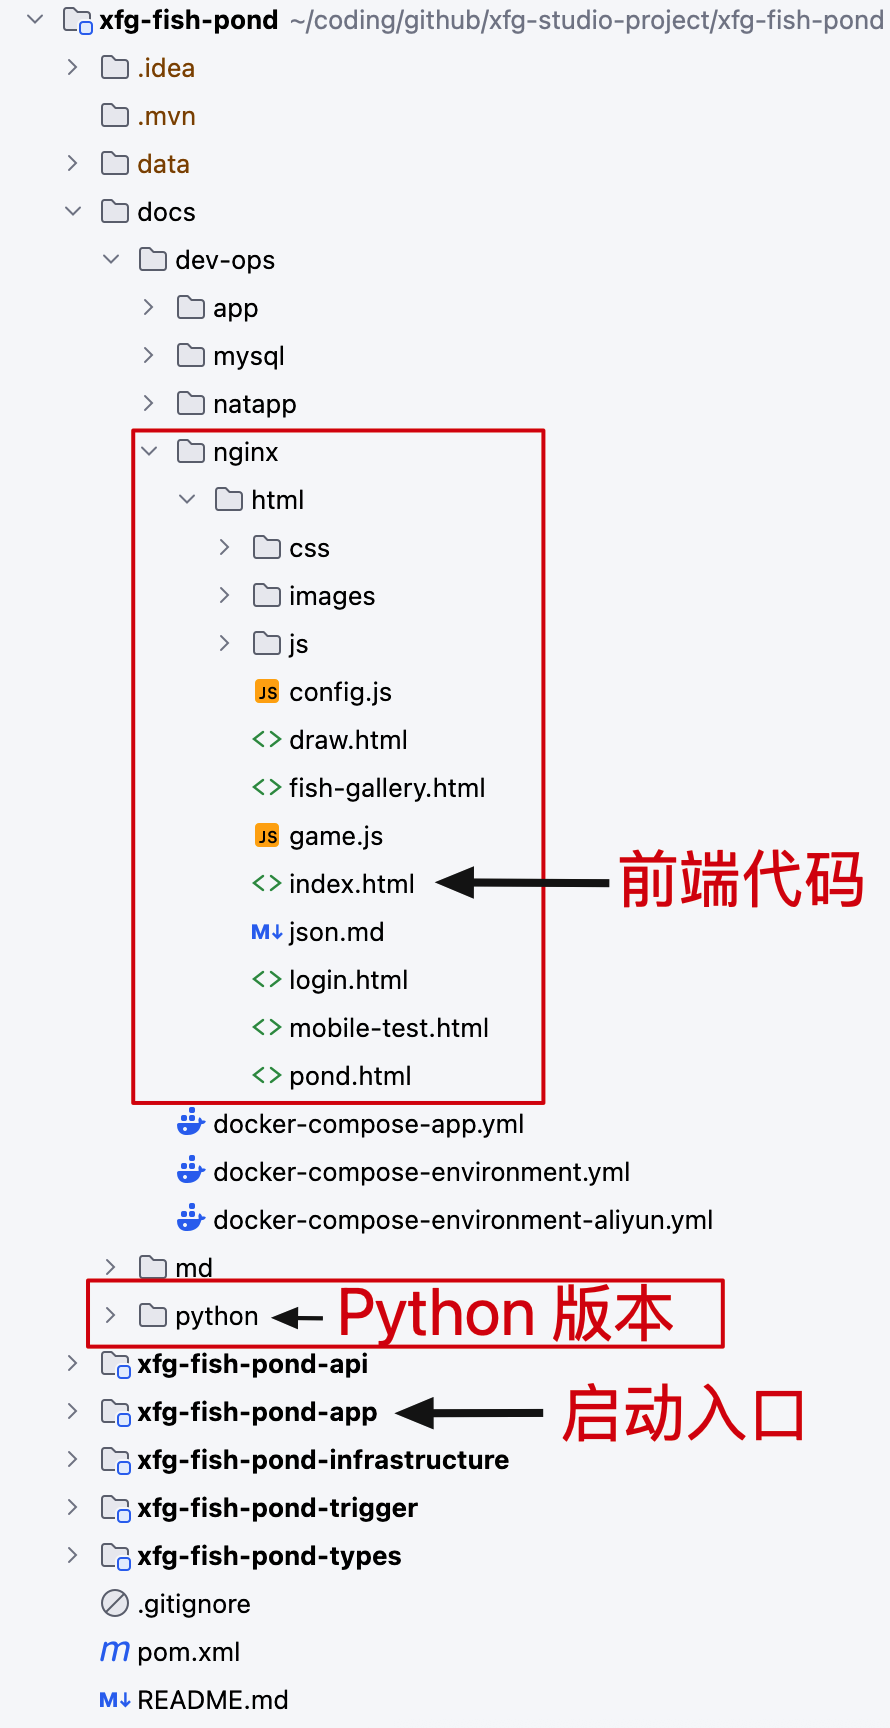 xfg-fish-pond ~/coding/github/xfg-studio-project/xfg-fish-pond
.idea
.mvn
data
docs
dev-ops
app
mysql
natapp
nginx
html
css
images
js
JS config.js
<> draw.html
<> fish-gallery.html
JS game.js
<> index.html 前端代码
M↓ json.md
<> login.html
<> mobile-test.html
<> pond.html
docker-compose-app.yml
docker-compose-environment.yml
docker-compose-environment-aliyun.yml
md
python Python 版本
xfg-fish-pond-api
xfg-fish-pond-app 启动入口
xfg-fish-pond-infrastructure
xfg-fish-pond-trigger
xfg-fish-pond-types
.gitignore
m pom.xml
M↓ README.md